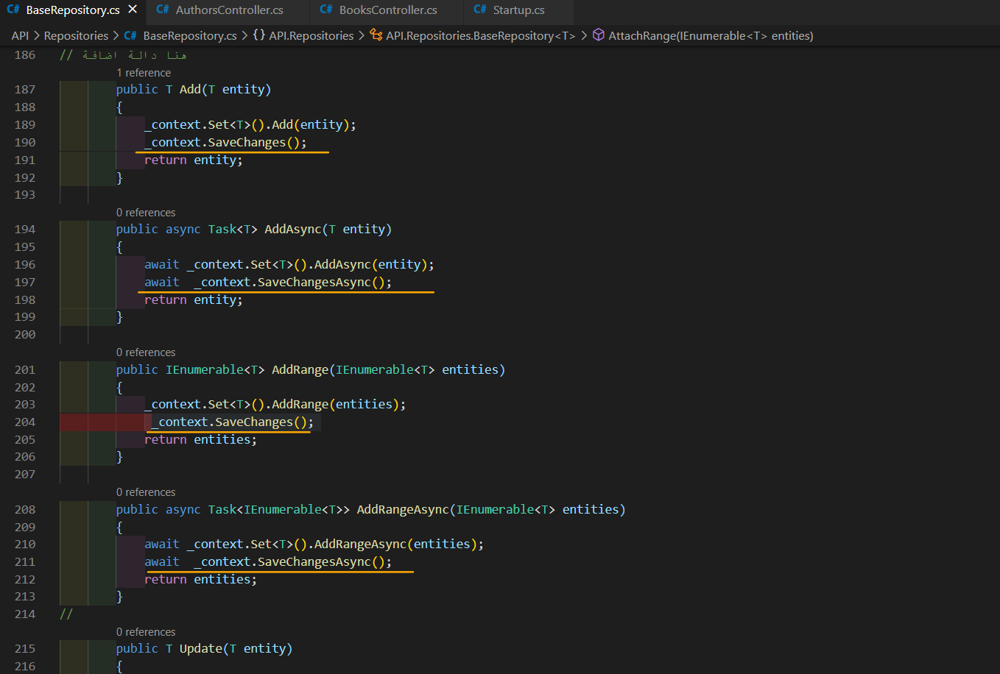 C# BaseRepository.cs × C# AuthorsController.cs C# BooksController.cs C# Startup.cs
API > Repositories > C# BaseRepository.cs > {} API.Repositories > API.Repositories.BaseRepository<T> > AttachRange(IEnumerable<T> entities)
186 // هنا دالة اضافة
1 reference
187 public T Add(T entity)
188 {
189 _context.Set<T>().Add(entity);
190 _context.SaveChanges();
191 return entity;
192 }
193
0 references
194 public async Task<T> AddAsync(T entity)
195 {
196 await _context.Set<T>().AddAsync(entity);
197 await  _context.SaveChangesAsync();
198 return entity;
199 }
200
0 references
201 public IEnumerable<T> AddRange(IEnumerable<T> entities)
202 {
203 _context.Set<T>().AddRange(entities);
204 _context.SaveChanges();
205 return entities;
206 }
207
0 references
208 public async Task<IEnumerable<T>> AddRangeAsync(IEnumerable<T> entities)
209 {
210 await _context.Set<T>().AddRangeAsync(entities);
211 await  _context.SaveChangesAsync();
212 return entities;
213 }
214 //
0 references
215 public T Update(T entity)
216 {